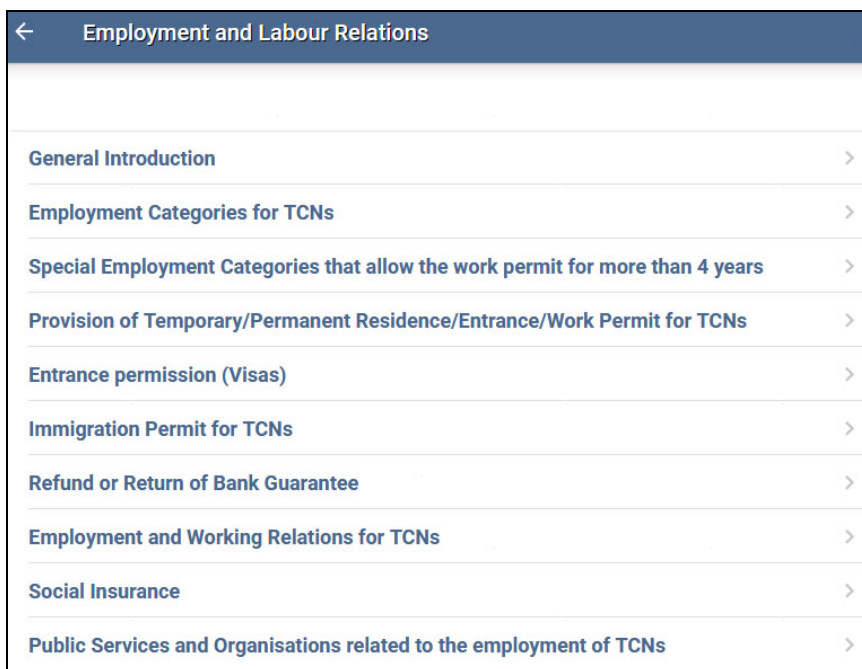 Employment and Labour Relations
General Introduction
Employment Categories for TCNs
Special Employment Categories that allow the work permit for more than 4 years
Provision of Temporary/Permanent Residence/Entrance/Work Permit for TCNs
Entrance permission (Visas)
Immigration Permit for TCNs
Refund or Return of Bank Guarantee
Employment and Working Relations for TCNs
Social Insurance
Public Services and Organisations related to the employment of TCNs